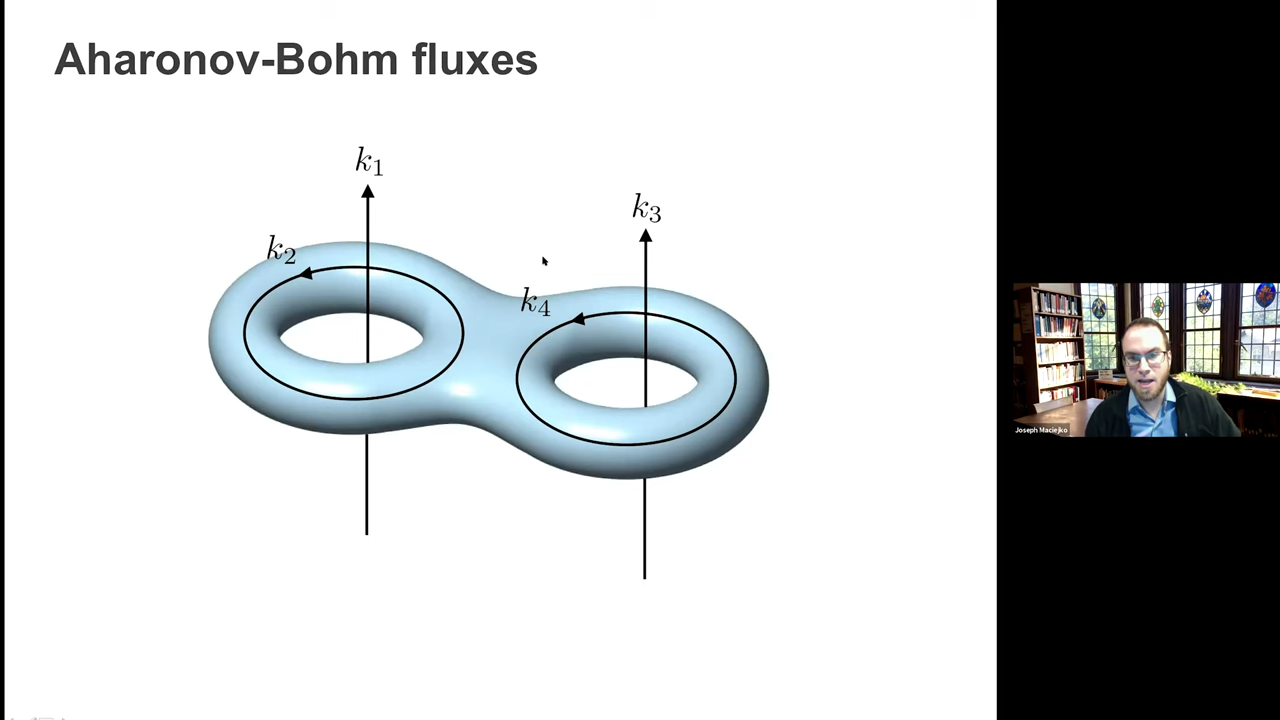 Aharonov-Bohm fluxes
k₁
k₃
k₂
k₄
Joseph Maciejko